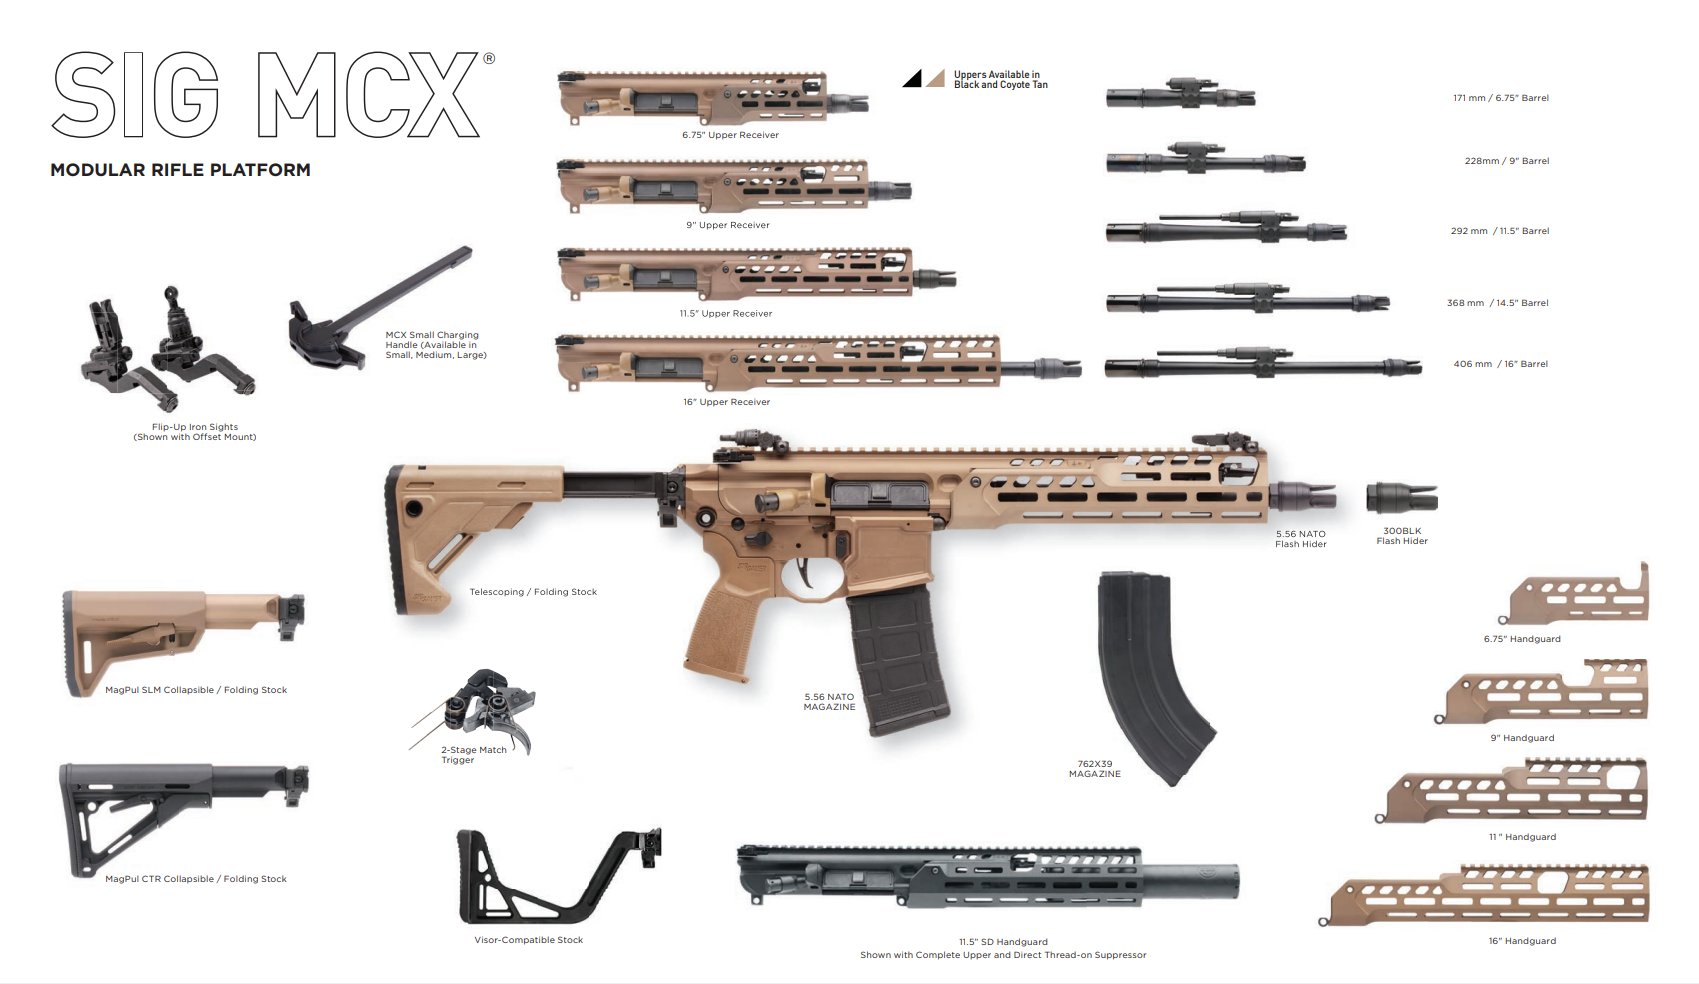 SIG MCX®
MODULAR RIFLE PLATFORM
Uppers Available in
Black and Coyote Tan
6.75" Upper Receiver
9" Upper Receiver
11.5" Upper Receiver
16" Upper Receiver
171 mm / 6.75" Barrel
228mm / 9" Barrel
292 mm / 11.5" Barrel
368 mm / 14.5" Barrel
406 mm / 16" Barrel
MCX Small Charging
Handle (Available in
Small, Medium, Large)
Flip-Up Iron Sights
(Shown with Offset Mount)
5.56 NATO
Flash Hider
300BLK
Flash Hider
Telescoping / Folding Stock
MagPul SLM Collapsible / Folding Stock
2-Stage Match
Trigger
5.56 NATO
MAGAZINE
762X39
MAGAZINE
6.75" Handguard
9" Handguard
11 " Handguard
16" Handguard
MagPul CTR Collapsible / Folding Stock
Visor-Compatible Stock
11.5" SD Handguard
Shown with Complete Upper and Direct Thread-on Suppressor